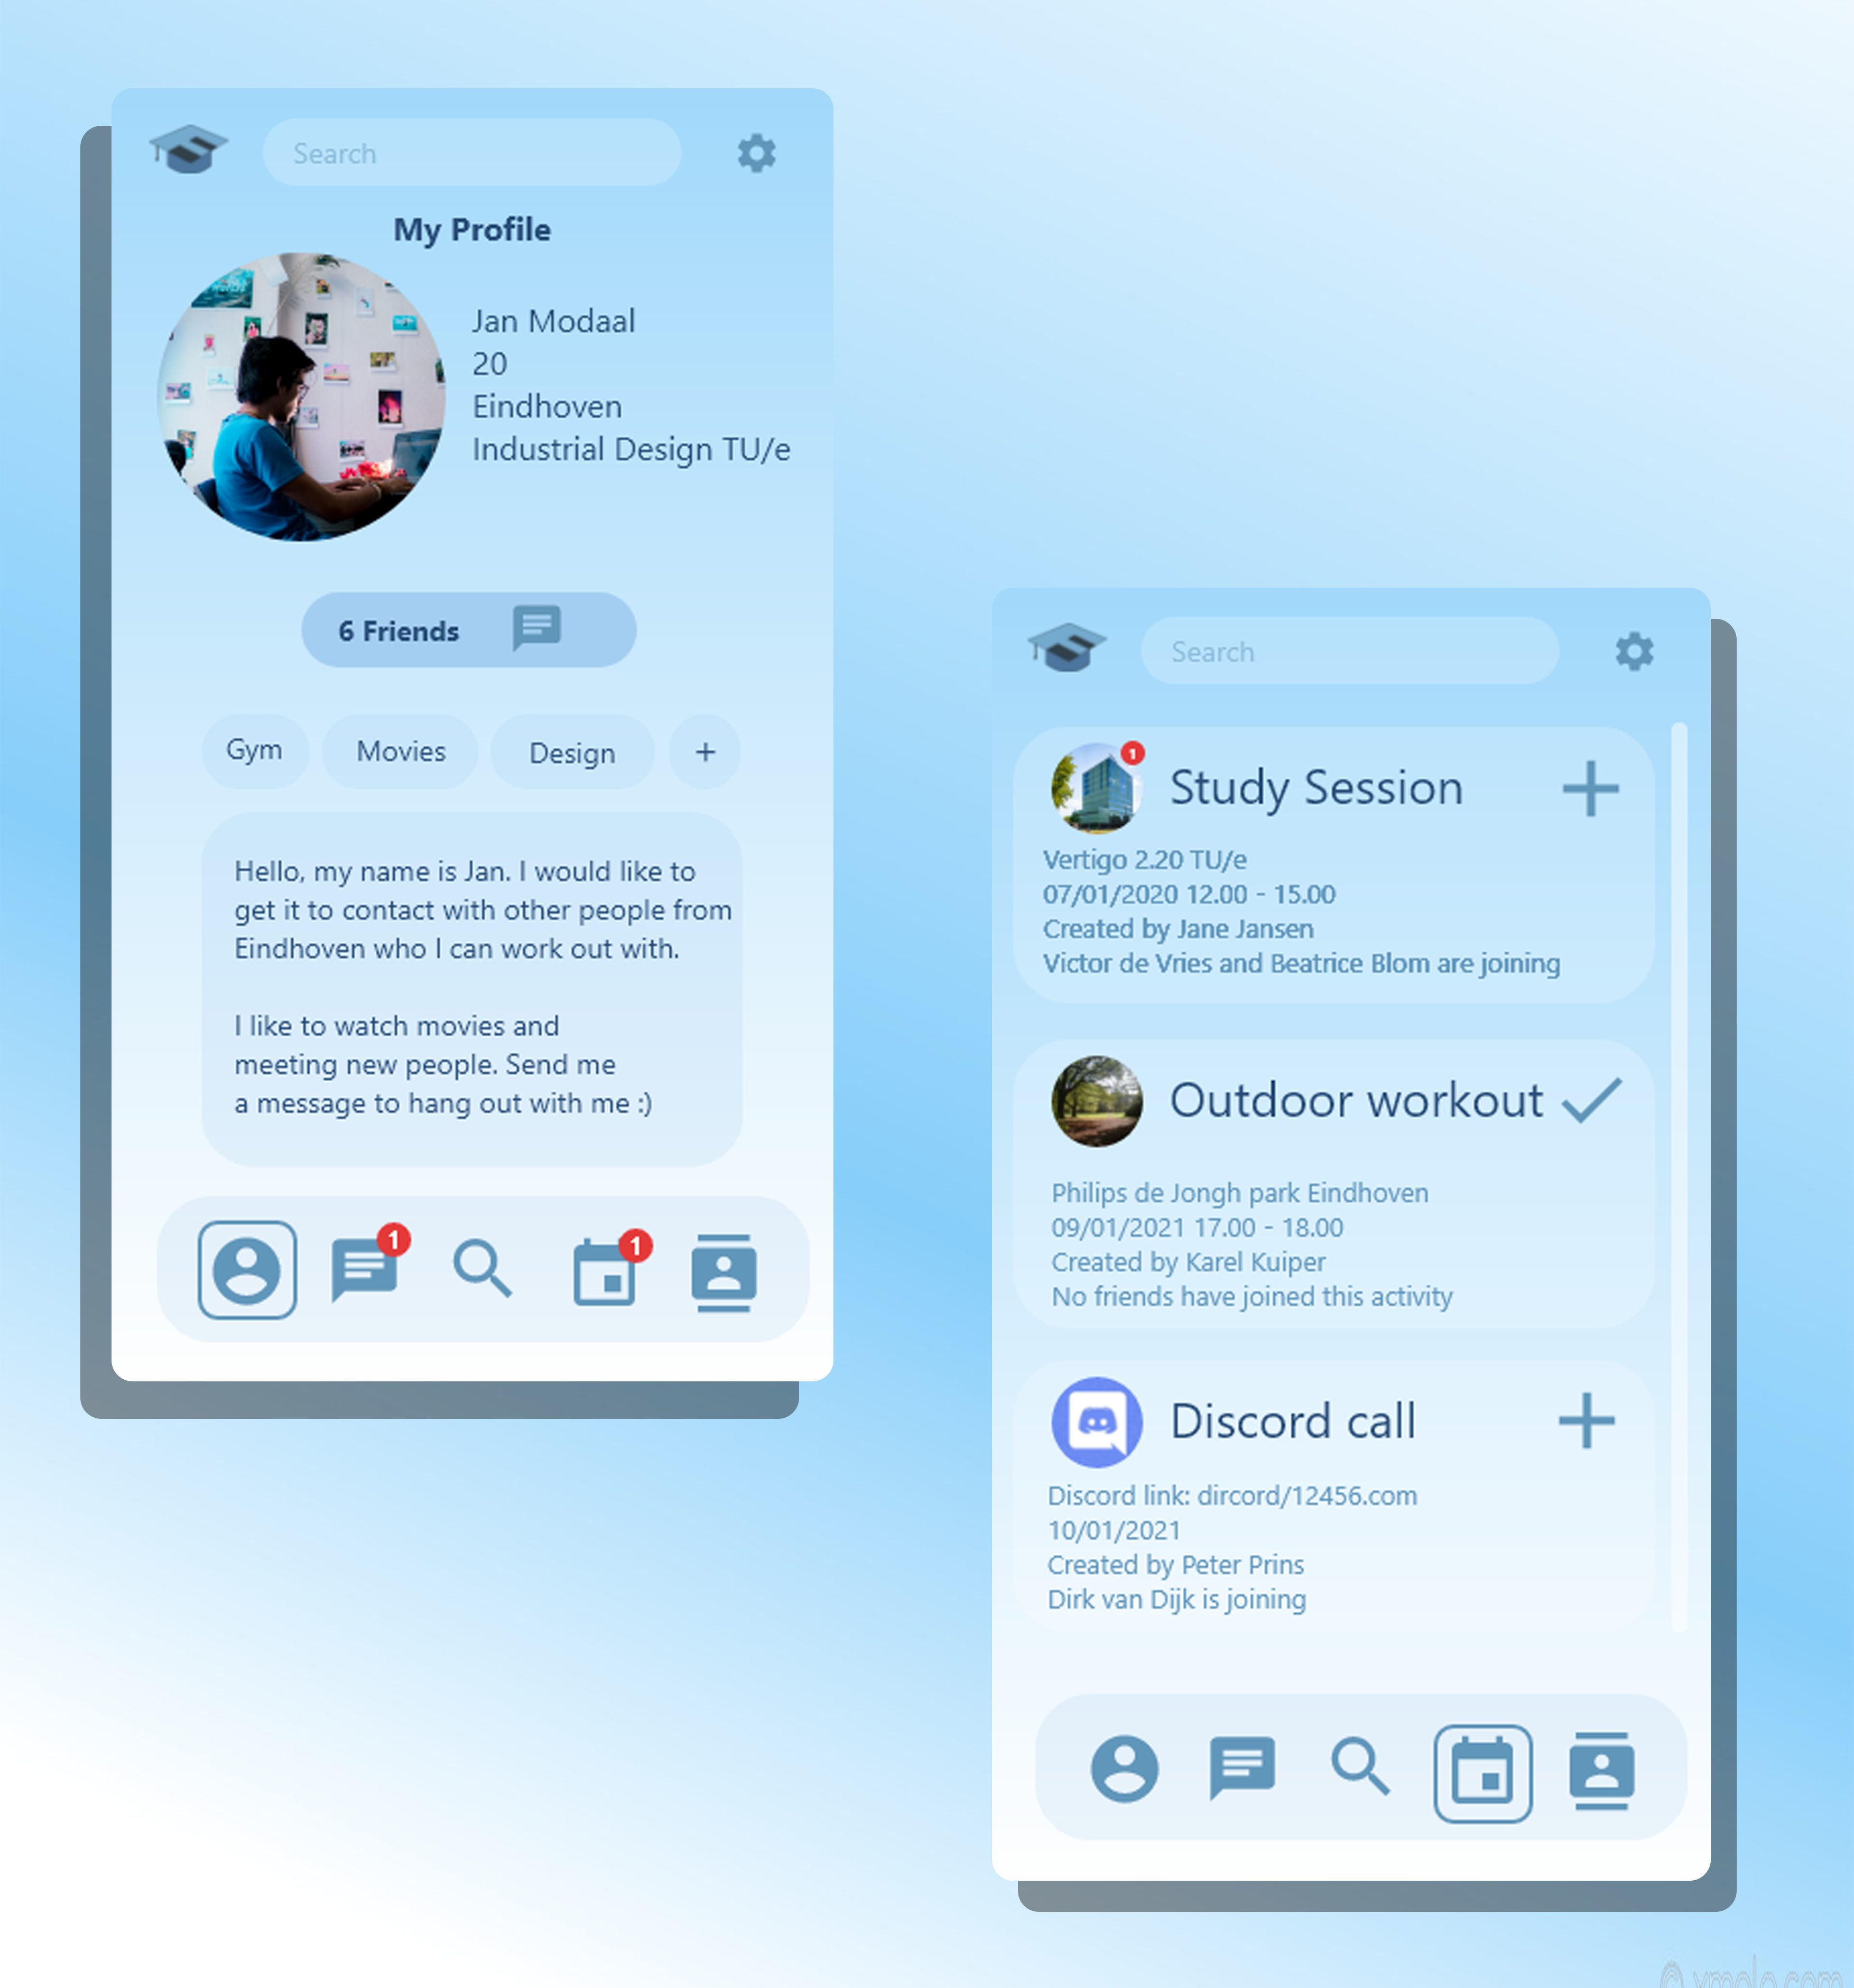 Search
My Profile
Jan Modaal
20
Eindhoven
Industrial Design TU/e
6 Friends
Gym
Movies
Design
+
Hello, my name is Jan. I would like to
get it to contact with other people from
Eindhoven who I can work out with.
I like to watch movies and
meeting new people. Send me
a message to hang out with me :)
1
1
Search
1
Study Session
Vertigo 2.20 TU/e
07/01/2020 12.00 - 15.00
Created by Jane Jansen
Victor de Vries and Beatrice Blom are joining
Outdoor workout
Philips de Jongh park Eindhoven
09/01/2021 17.00 - 18.00
Created by Karel Kuiper
No friends have joined this activity
Discord call
Discord link: dircord/12456.com
10/01/2021
Created by Peter Prins
Dirk van Dijk is joining